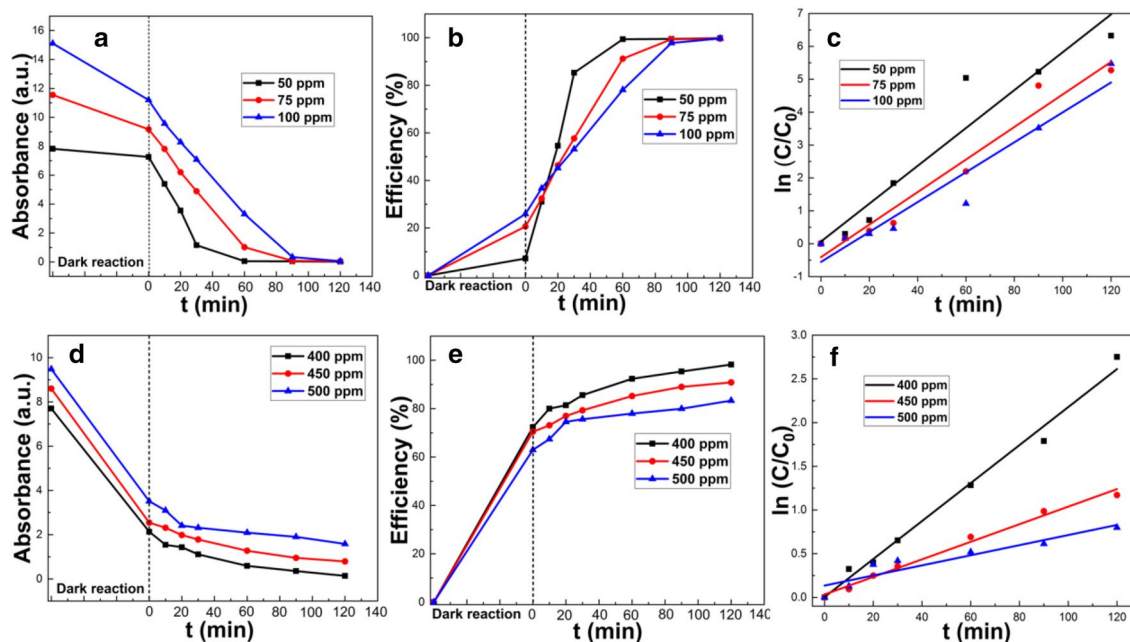 a
Absorbance (a.u.)
16
14
12
10
8
6
4
2
0
50 ppm
75 ppm
100 ppm
Dark reaction
0 20 40 60 80 100 120 140
t (min)
b
Efficiency (%)
100
80
60
40
20
0
50 ppm
75 ppm
100 ppm
Dark reaction
0 20 40 60 80 100 120 140
t (min)
c
ln (C/C0)
7
6
5
4
3
2
1
0
-1
50 ppm
75 ppm
100 ppm
0 20 40 60 80 100 120
t (min)
d
Absorbance (a.u.)
10
8
6
4
2
0
400 ppm
450 ppm
500 ppm
Dark reaction
0 20 40 60 80 100 120 140
t (min)
e
Efficiency (%)
100
80
60
40
20
0
400 ppm
450 ppm
500 ppm
Dark reaction
0 20 40 60 80 100 120 140
t (min)
f
ln (C/C0)
3.0
2.5
2.0
1.5
1.0
0.5
0.0
400 ppm
450 ppm
500 ppm
0 20 40 60 80 100 120
t (min)